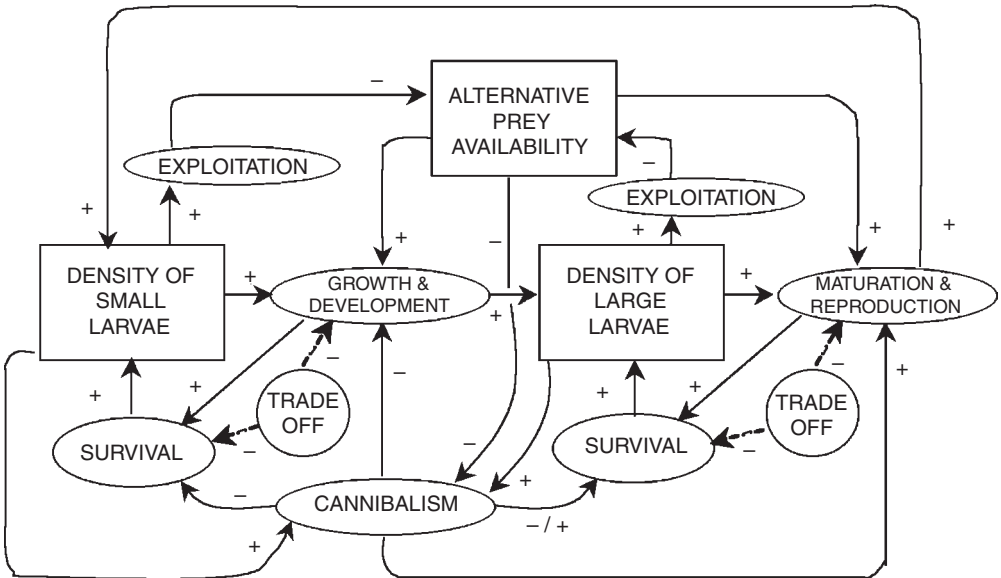 ALTERNATIVE
PREY
AVAILABILITY
–
EXPLOITATION
–
EXPLOITATION
+
+
+
+
–
+
+
+
DENSITY OF
SMALL
LARVAE
+
GROWTH &
DEVELOPMENT
+
DENSITY OF
LARGE
LARVAE
+
MATURATION &
REPRODUCTION
–
–
+
–
+
+
+
+
TRADE
OFF
TRADE
OFF
SURVIVAL
–
–
SURVIVAL
–
+
–
CANNIBALISM
– / +
+